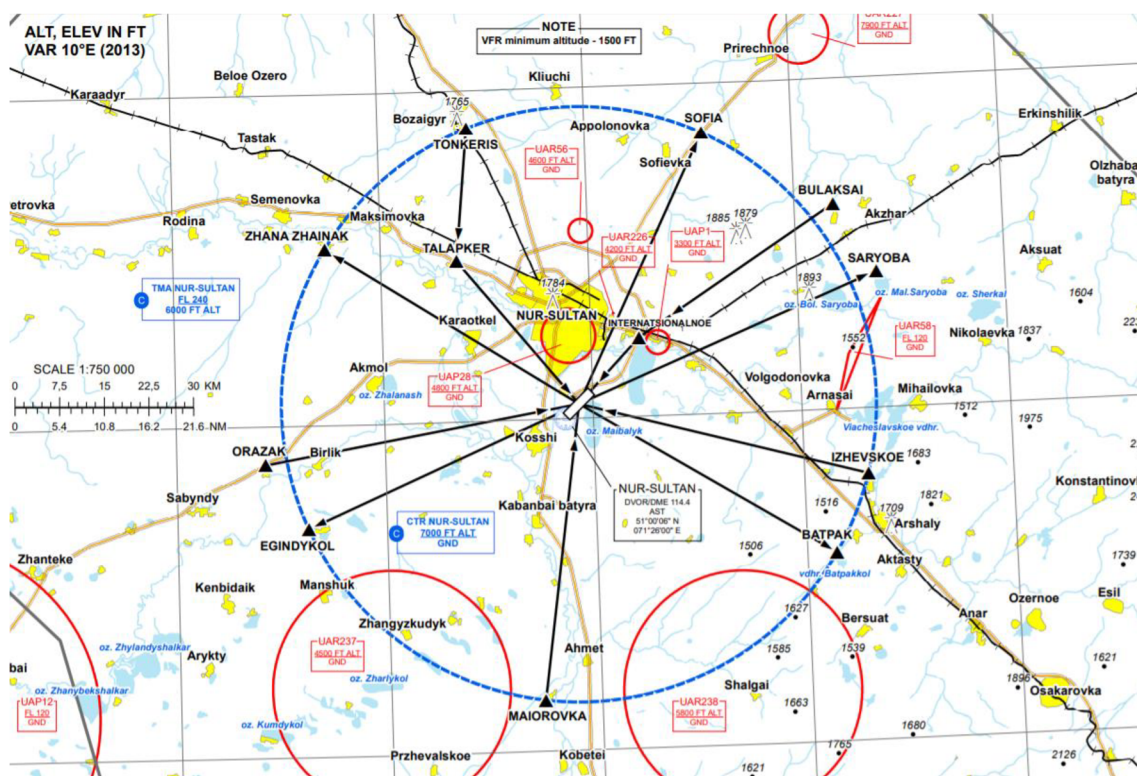 ALT, ELEV IN FT
VAR 10°E (2013)
NOTE
VFR minimum altitude - 1500 FT
UAR227
7900 FT ALT
GND
Prirechnoe
Karaadyr
Beloe Ozero
Kliuchi
1765
Bozaigyr
TONKERIS
Appolonovka
SOFIA
Sofievka
Erkinshilik
Tastak
UAR56
4600 FT ALT
GND
Olzhaba
batyra
BULAKSAI
Akzhar
etrovka
Rodina
Semenovka
Maksimovka
1885
1879
ZHANA ZHAINAK
TALAPKER
UAR226
4200 FT ALT
GND
UAP1
3300 FT ALT
GND
SARYOBA
Aksuat
C
TMA NUR-SULTAN
FL 240
6000 FT ALT
1784
1893
oz. Mal.Saryoba
oz. Bol. Saryoba
oz. Sherkal
1604
NUR-SULTAN
INTERNATSIONALNOE
Karaotkel
UAR58
FL 120
GND
Nikolaevka
1837
22
1552
SCALE 1:750 000
0 7.5 15 22,5 30 KM
0 5.4 10.8 16.2 21.6 NM
Akmol
oz. Zhalanash
UAP28
4800 FT ALT
GND
Volgodonovka
Arnasai
Mihailovka
1512
1975
Viacheslavskoe vdhr.
Kosshi
oz. Maibalyk
ORAZAK
Birlik
IZHEVSKOE
1683
Sabyndy
NUR-SULTAN
DVOR/DME 114.4
AST
51°00'06" N
071°26'00" E
Konstantinov
Kabanbai batyra
1516
1821
1709
Arshaly
EGINDYKOL
C
CTR NUR-SULTAN
7000 FT ALT
GND
BATPAK
1506
Aktasty
1739
Zhanteke
vdhr. Batpakkol
Kenbidaik
Manshuk
Esil
Ozernoe
1627
Bersuat
Anar
Zhangyzkudyk
UAR237
4500 FT ALT
GND
Ahmet
oz. Zhylandyshalkar
Arykty
1585
1539
1621
bai
oz. Zhanybekshalkar
oz. Zharlykol
Shalgai
1896
Osakarovka
UAP12
FL 120
GND
MAIOROVKA
UAR238
5800 FT ALT
GND
1663
oz. Kumdykol
1680
Przhevalskoe
Kobetei
1765
2126
1621